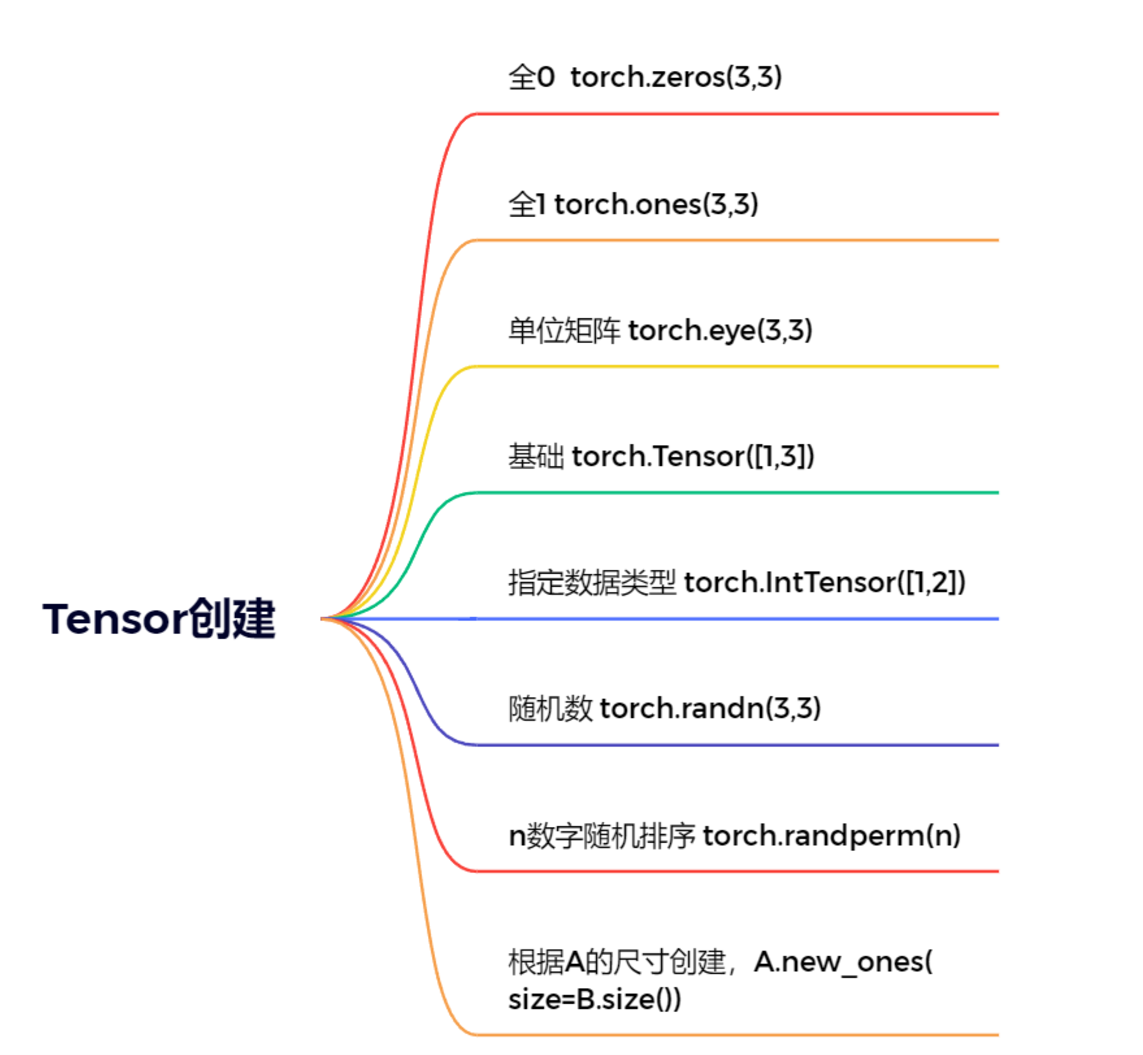 全0  torch.zeros(3,3)
全1 torch.ones(3,3)
单位矩阵 torch.eye(3,3)
基础 torch.Tensor([1,3])
指定数据类型 torch.IntTensor([1,2])
Tensor创建
随机数 torch.randn(3,3)
n数字随机排序 torch.randperm(n)
根据A的尺寸创建，A.new_ones(
size=B.size())